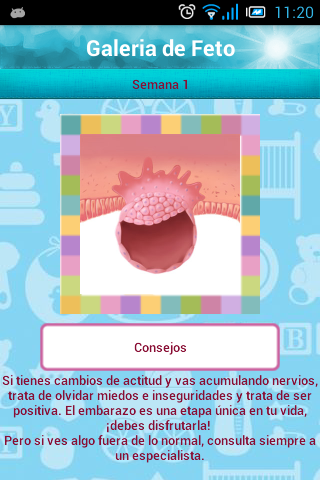 11:20
Galeria de Feto
Semana 1
Y
B
Consejos
Si tienes cambios de actitud y vas acumulando nervios,
trata de olvidar miedos e inseguridades y trata de ser
positiva. El embarazo es una etapa única en tu vida,
¡debes disfrutarla!
Pero si ves algo fuera de lo normal, consulta siempre a
un especialista.